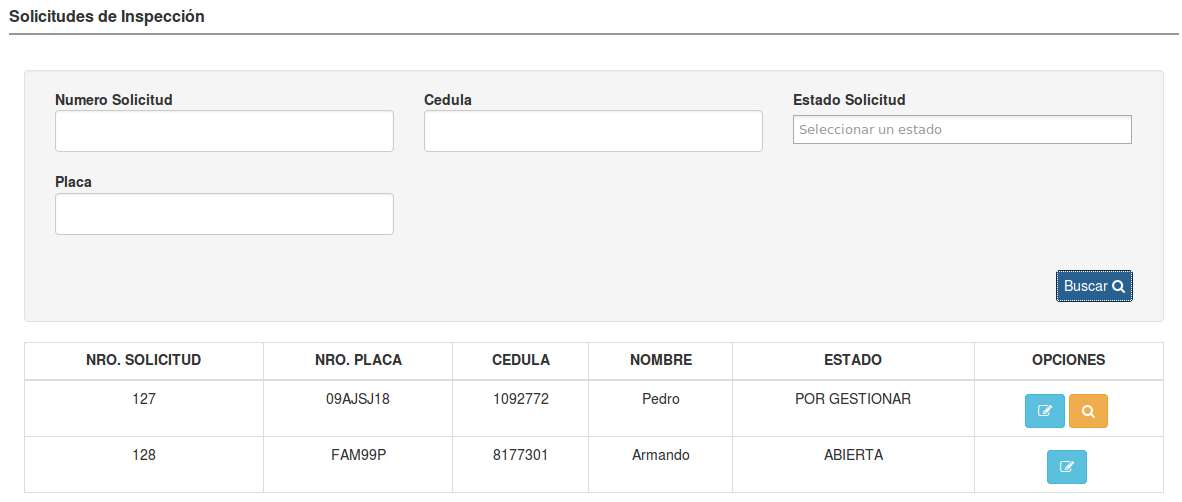 Solicitudes de Inspección
Numero Solicitud Cedula Estado Solicitud
Seleccionar un estado
Placa
Buscar
NRO. SOLICITUD NRO. PLACA CEDULA NOMBRE ESTADO OPCIONES
127 09AJSJ18 1092772 Pedro POR GESTIONAR
128 FAM99P 8177301 Armando ABIERTA